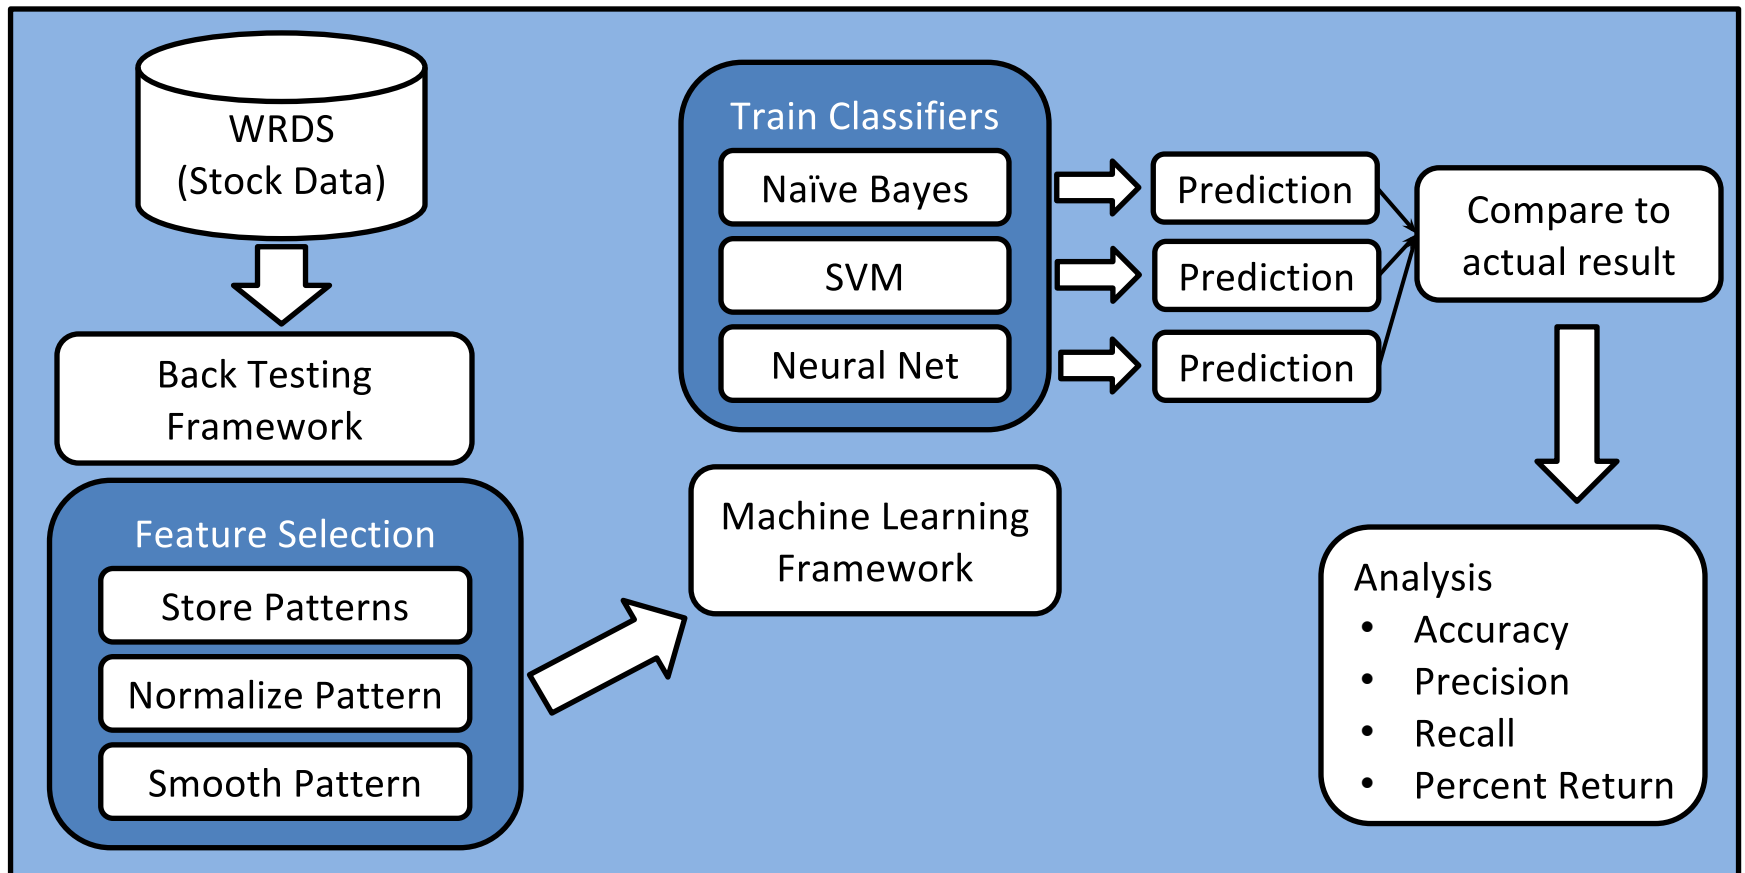 WRDS
(Stock Data)
Back Testing
Framework
Feature Selection
Store Patterns
Normalize Pattern
Smooth Pattern
Train Classifiers
Naïve Bayes
SVM
Neural Net
Machine Learning
Framework
Prediction
Prediction
Prediction
Compare to
actual result
Analysis
• Accuracy
• Precision
• Recall
• Percent Return